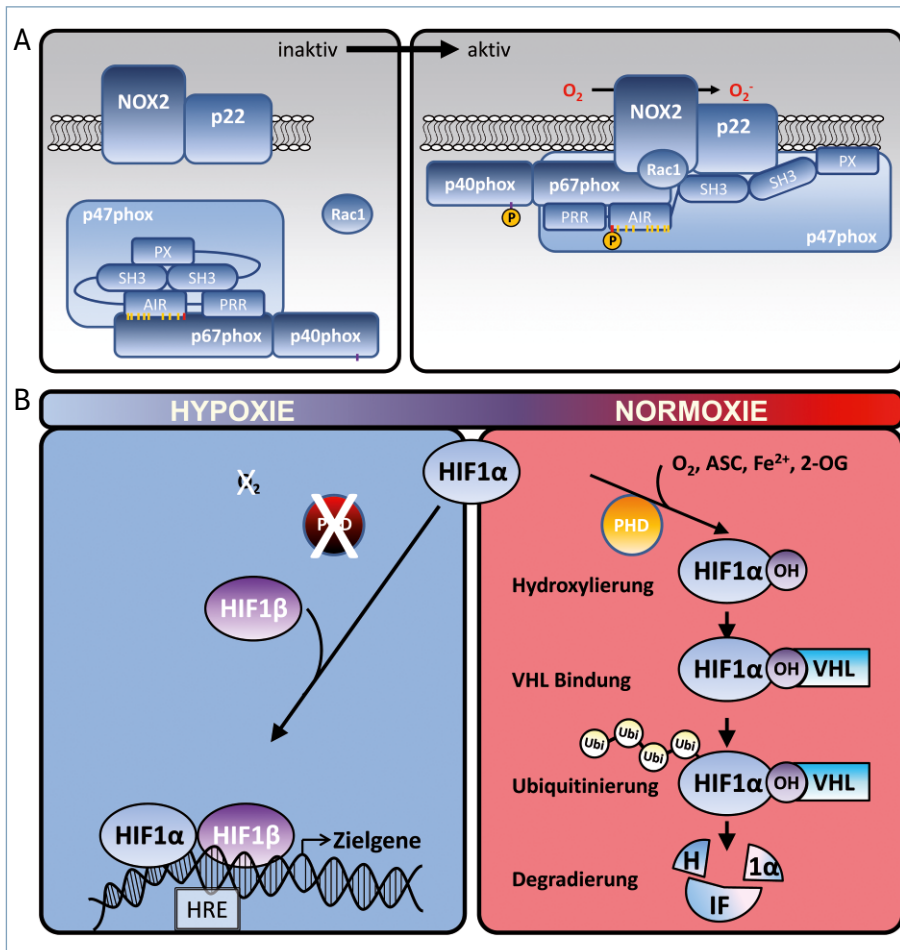 A
inaktiv aktiv
NOX2
p22
p47phox
PX
SH3 SH3
AIR PRR
p67phox p40phox
Rac1
O₂ O₂⁻
NOX2
p22
Rac1
p40phox p67phox
PX
SH3 SH3
PRR AIR
P P
p47phox
B
HYPOXIE NORMOXIE
O₂
PHD
HIF1α
HIF1β
HIF1α HIF1β
Zielgene
HRE
O₂, ASC, Fe²⁺, 2-OG
PHD
HIF1α OH
Hydroxylierung
HIF1α OH VHL
VHL Bindung
Ubi Ubi Ubi Ubi
HIF1α OH VHL
Ubiquitinierung
H 1α
IF
Degradierung